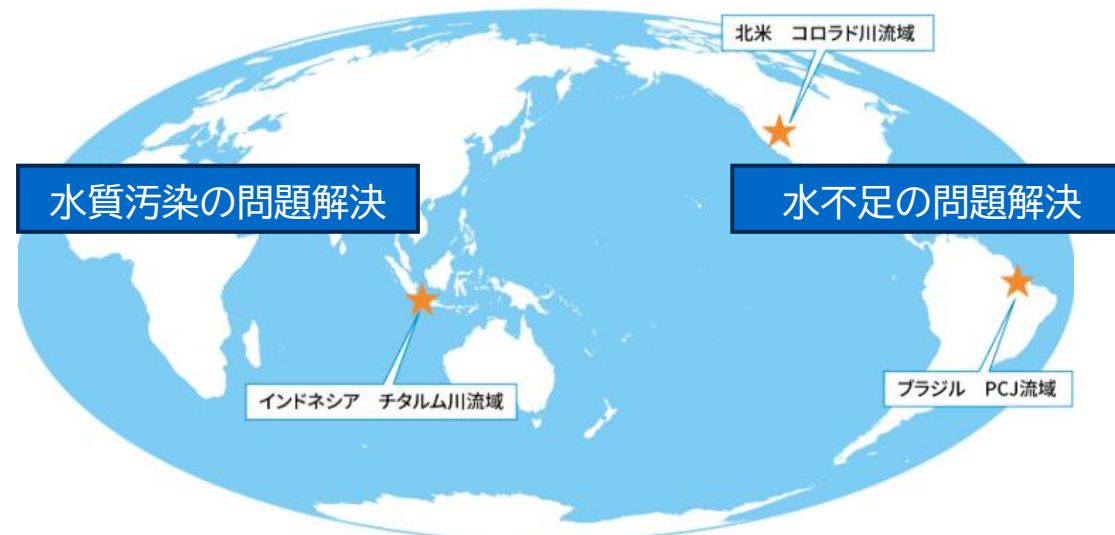 北米　コロラド川流域
水質汚染の問題解決
水不足の問題解決
インドネシア　チタルム川流域
ブラジル　PCJ流域